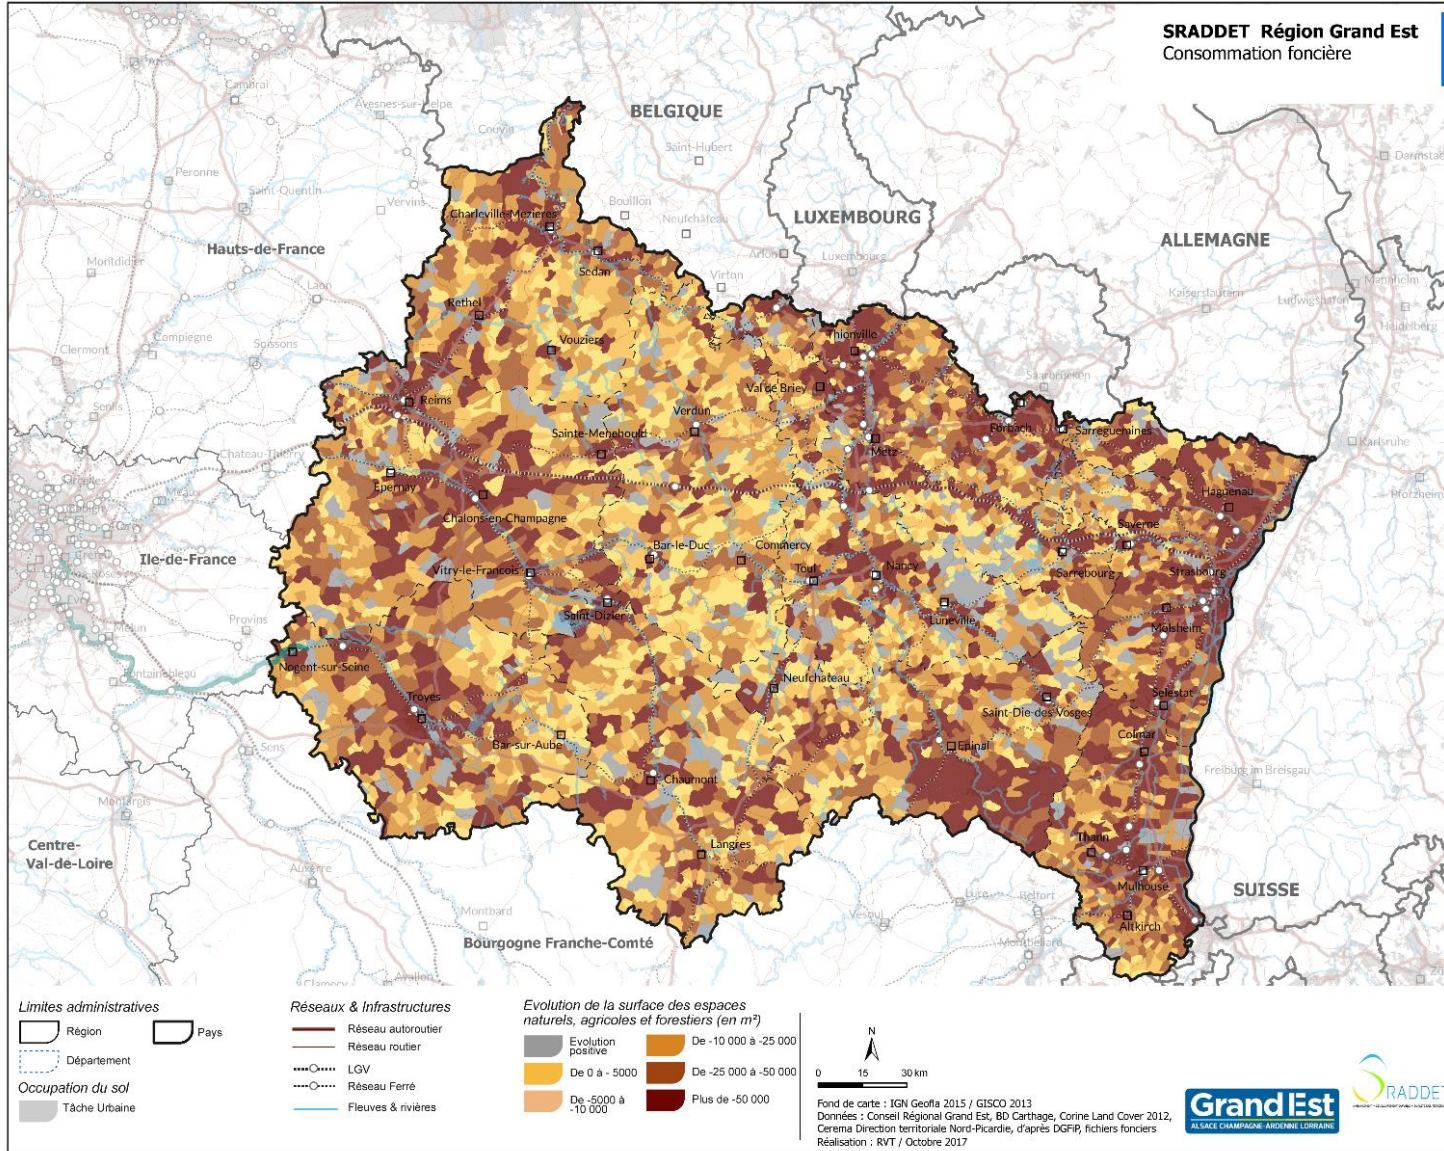 SRADDET Région Grand Est
Consommation foncière
BELGIQUE
LUXEMBOURG
ALLEMAGNE
SUISSE
Hauts-de-France
Ile-de-France
Centre-
Val-de-Loire
Bourgogne Franche-Comté
Cambrai
Avesnes-sur-Helpe
Couvin
Saint-Hubert
Peronne
Saint-Quentin
Vervins
Bouillon
Neufchâteau
Montdidier
Laon
Virton
Arlon
Luxembourg
Darmstadt
Kaiserslautern
Ludwigshafen
Mannheim
Heidelberg
Clermont
Campiegne
Soissons
Senlis
Chateau-Thierry
Meaux
Saarbrücken
Karlsruhe
Pforzheim
Melun
Provins
Fontainebleau
Sens
Montargis
Auxerre
Montbard
Avallon
Clamecy
Vesoul
Lure
Belfort
Montbéliard
Freiburg im Breisgau
Charleville-Mezieres
Sedan
Rethel
Vouziers
Reims
Sainte-Menehould
Verdun
Val de Briey
Thionville
Metz
Forbach
Sarreguemines
Haguenau
Saverne
Epernay
Chalons-en-Champagne
Bar-le-Duc
Commercy
Toul
Nancy
Sarrebourg
Strasbourg
Vitry-le-Francois
Saint-Dizier
Luneville
Molsheim
Nogent-sur-Seine
Neufchateau
Saint-Die-des-Vosges
Selestat
Troyes
Bar-sur-Aube
Chaumont
Epinal
Colmar
Langres
Thann
Mulhouse
Altkirch
Limites administratives
Région
Pays
Département
Occupation du sol
Tâche Urbaine
Réseaux & Infrastructures
Réseau autoroutier
Réseau routier
LGV
Réseau Ferré
Fleuves & rivières
Evolution de la surface des espaces
naturels, agricoles et forestiers (en m²)
Evolution
positive
De 0 à - 5000
De -5000 à
-10 000
De -10 000 à -25 000
De -25 000 à -50 000
Plus de -50 000
N
0 15 30 km
Fond de carte : IGN Geofla 2015 / GISCO 2013
Données : Conseil Régional Grand Est, BD Carthage, Corine Land Cover 2012,
Cerema Direction territoriale Nord-Picardie, d'après DGFiP, fichiers fonciers
Réalisation : RVT / Octobre 2017
GrandEst
ALSACE CHAMPAGNE-ARDENNE LORRAINE
RADDET